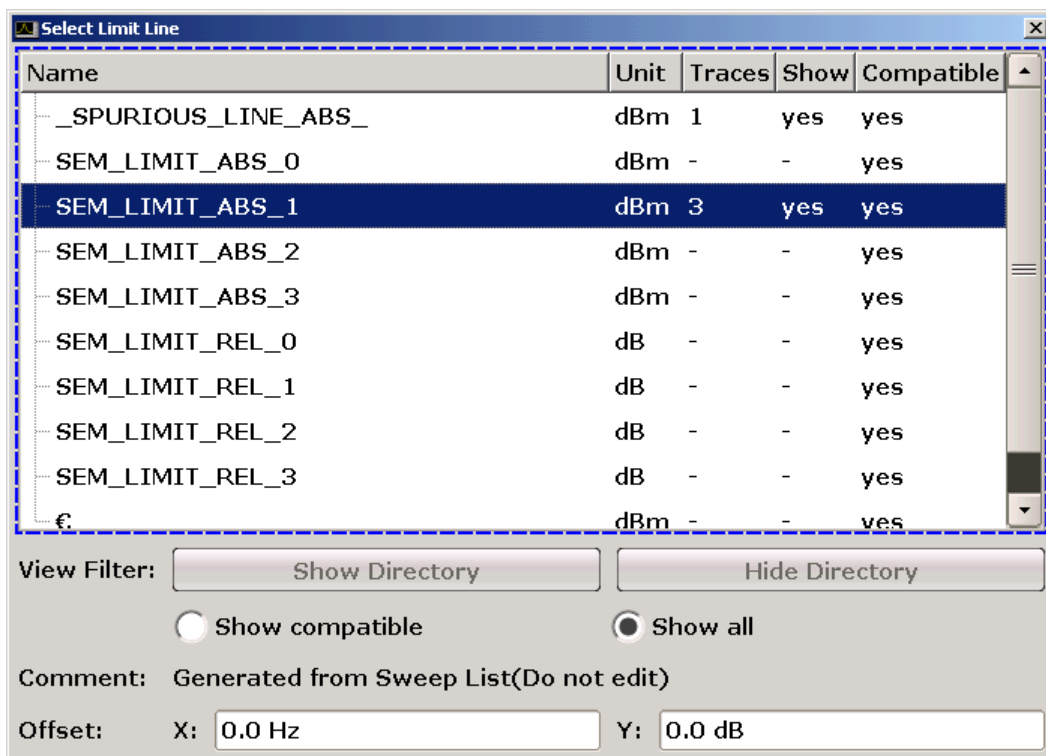 Select Limit Line
Name Unit Traces Show Compatible
_SPURIOUS_LINE_ABS_ dBm 1 yes yes
SEM_LIMIT_ABS_0 dBm - - yes
SEM_LIMIT_ABS_1 dBm 3 yes yes
SEM_LIMIT_ABS_2 dBm - - yes
SEM_LIMIT_ABS_3 dBm - - yes
SEM_LIMIT_REL_0 dB - - yes
SEM_LIMIT_REL_1 dB - - yes
SEM_LIMIT_REL_2 dB - - yes
SEM_LIMIT_REL_3 dB - - yes
dBm - - yes
View Filter: Show Directory Hide Directory
Show compatible Show all
Comment: Generated from Sweep List(Do not edit)
Offset: X: 0.0 Hz Y: 0.0 dB